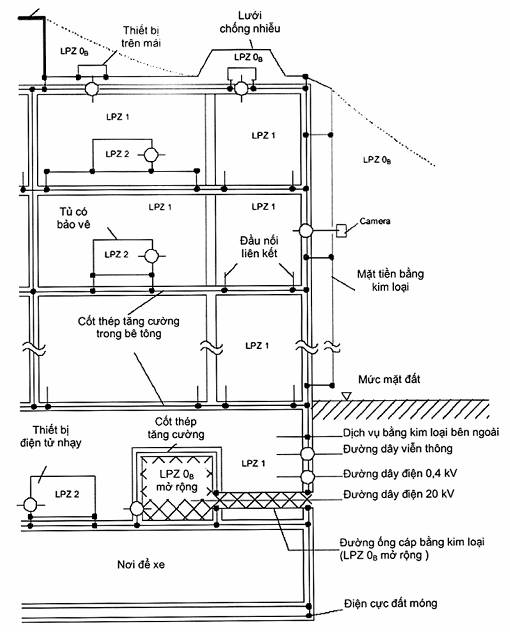 Lưới
chống nhiễu
Thiết bị
trên mái
LPZ 0B
LPZ 0B
LPZ 1
LPZ 1
LPZ 2
LPZ 0B
Tủ có
bảo vê
LPZ 1
LPZ 1
Camera
LPZ 2
Đầu nối
liên kết
Mặt tiền bằng
kim loại
Cốt thép tăng cường
trong bê tông
LPZ 1
Mức mặt đất
Thiết bị
điện tử nhạy
Cốt thép
tăng cường
Dịch vụ bằng kim loại bên ngoài
Đường dây viễn thông
LPZ 0B
mở rộng
LPZ 1
Đường dây điện 0,4 kV
LPZ 2
Đường dây điện 20 kV
Đường ống cáp bằng kim loại
(LPZ 0B mở rộng )
Nơi để xe
Điện cực đất móng